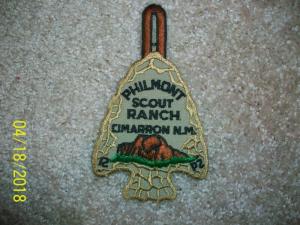 PHILMONT
SCOUT
RANCH
CIMARRON N.M.
04/18/2018